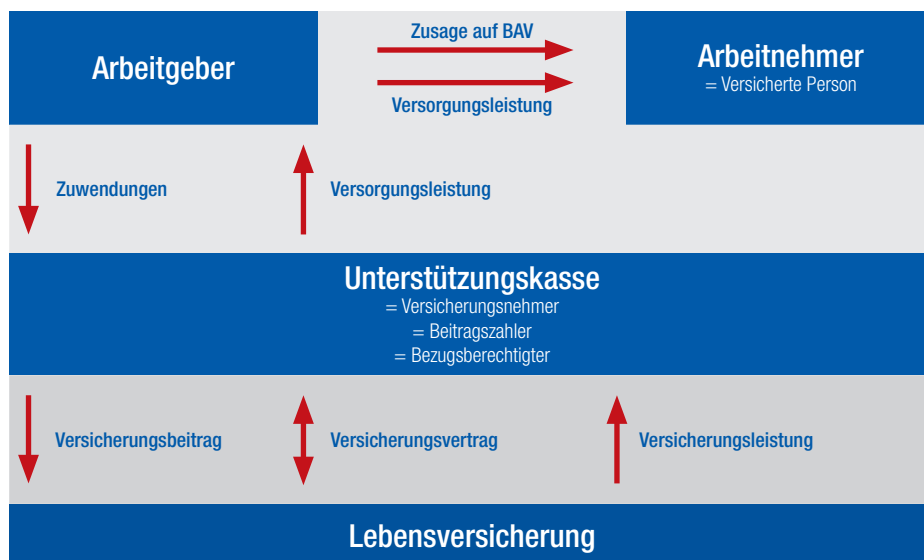 Arbeitgeber
Zusage auf BAV
Versorgungsleistung
Arbeitnehmer
= Versicherte Person
Zuwendungen
Versorgungsleistung
Unterstützungskasse
= Versicherungsnehmer
= Beitragszahler
= Bezugsberechtigter
Versicherungsbeitrag
Versicherungsvertrag
Versicherungsleistung
Lebensversicherung